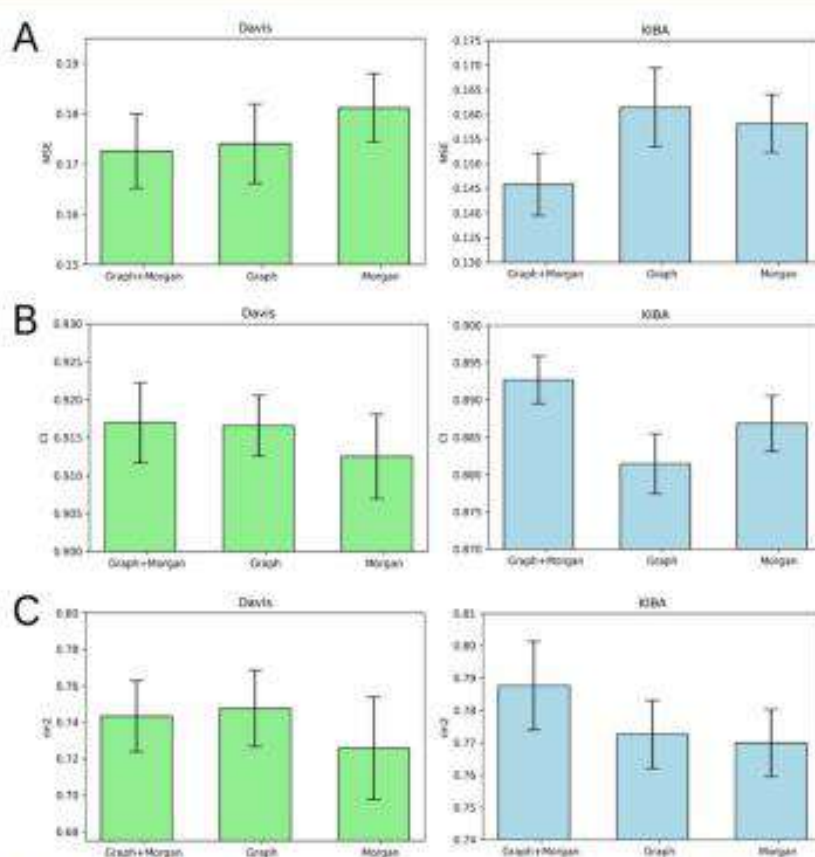 A
Davis
MSE
0.19
0.18
0.17
0.16
0.15
Graph+Morgan Graph Morgan
KIBA
MSE
0.175
0.170
0.165
0.160
0.155
0.150
0.145
0.140
0.135
0.130
Graph+Morgan Graph Morgan
B
Davis
CI
0.930
0.925
0.920
0.915
0.910
0.905
0.900
Graph+Morgan Graph Morgan
KIBA
CI
0.900
0.895
0.890
0.885
0.880
0.875
0.870
Graph+Morgan Graph Morgan
C
Davis
rm2
0.80
0.78
0.76
0.74
0.72
0.70
0.68
Graph+Morgan Graph Morgan
KIBA
rm2
0.81
0.80
0.79
0.78
0.77
0.76
0.75
0.74
Graph+Morgan Graph Morgan